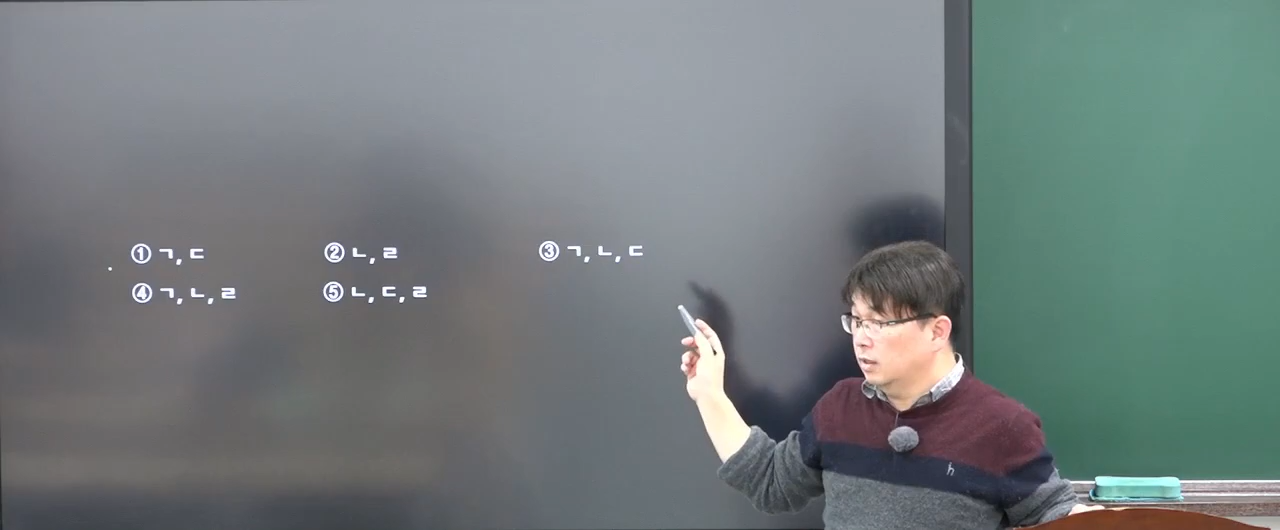 ① ㄱ, ㄷ ② ㄴ, ㄹ ③ ㄱ, ㄴ, ㄷ
④ ㄱ, ㄴ, ㄹ ⑤ ㄴ, ㄷ, ㄹ
h